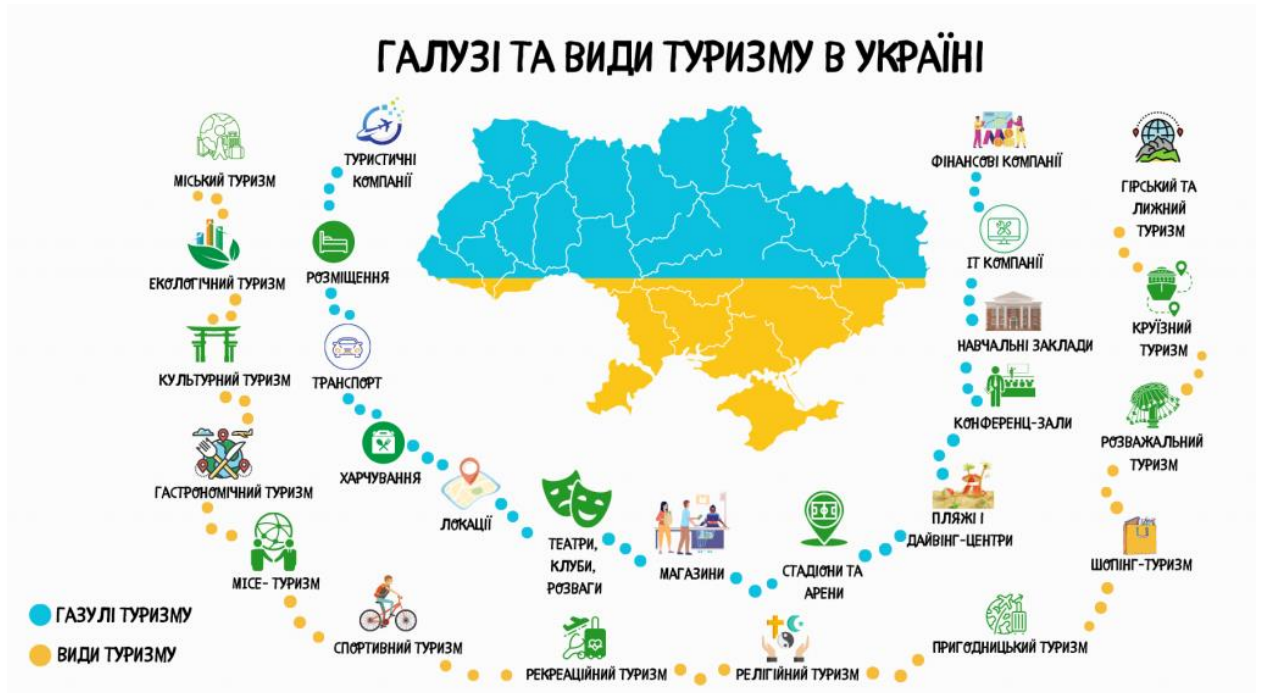 ГАЛУЗІ ТА ВИДИ ТУРИЗМУ В УКРАЇНІ
МІСЬКИЙ ТУРИЗМ
ЕКОЛОГІЧНИЙ ТУРИЗМ
КУЛЬТУРНИЙ ТУРИЗМ
ГАСТРОНОМІЧНИЙ ТУРИЗМ
МІСЕ- ТУРИЗМ
СПОРТИВНИЙ ТУРИЗМ
РЕКРЕАЦІЙНИЙ ТУРИЗМ
РЕЛІГІЙНИЙ ТУРИЗМ
ПРИГОДНИЦЬКИЙ ТУРИЗМ
ШОПІНГ-ТУРИЗМ
РОЗВАЖАЛЬНИЙ
ТУРИЗМ
КРУЇЗНИЙ
ТУРИЗМ
ГІРСЬКИЙ ТА
ЛИЖНИЙ
ТУРИЗМ
ТУРИСТИЧНІ
КОМПАНІЇ
РОЗМІЩЕННЯ
ТРАНСПОРТ
ХАРЧУВАННЯ
ЛОКАЦІЇ
ТЕАТРИ,
КЛУБИ,
РОЗВАГИ
МАГАЗИНИ
СТАДІОНИ ТА
АРЕНИ
ПЛЯЖІ І
ДАЙВІНГ-ЦЕНТРИ
КОНФЕРЕНЦ-ЗАЛИ
НАВЧАЛЬНІ ЗАКЛАДИ
ІТ КОМПАНІЇ
ФІНАНСОВІ КОМПАНІЇ
ГАЗУЛІ ТУРИЗМУ
ВИДИ ТУРИЗМУ